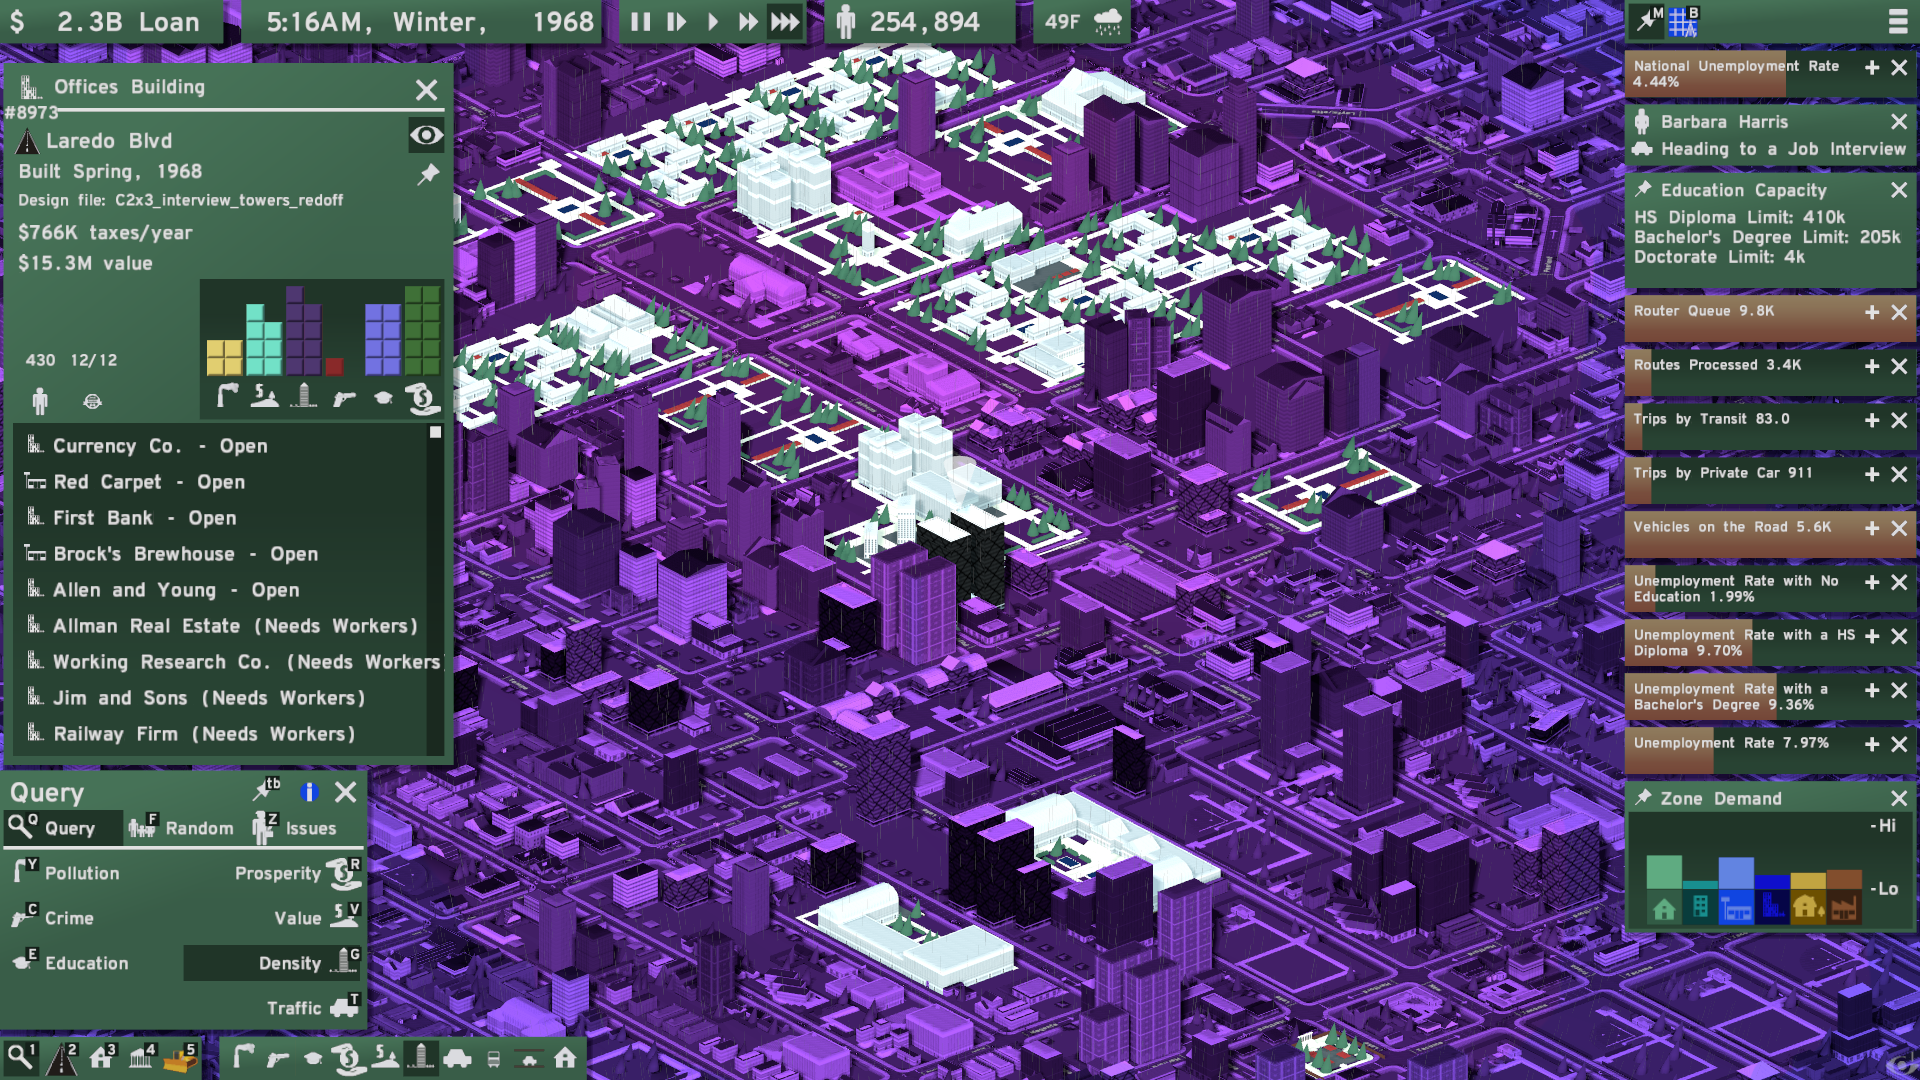 $ 2.3B Loan
5:16AM, Winter, 1968
254,894
49F
M
B
Offices Building
#8973
Laredo Blvd
Built Spring, 1968
Design file: C2x3_interview_towers_redoff
$766K taxes/year
$15.3M value
430 12/12
Currency Co. - Open
Red Carpet - Open
First Bank - Open
Brock's Brewhouse - Open
Allen and Young - Open
Allman Real Estate (Needs Workers)
Working Research Co. (Needs Workers
Jim and Sons (Needs Workers)
Railway Firm (Needs Workers)
Query
tb
i
Q Query
F Random
Z Issues
Y Pollution
Prosperity R
C Crime
Value V
E Education
Density G
Traffic T
1 2 3 4 5
National Unemployment Rate
4.44%
Barbara Harris
Heading to a Job Interview
Education Capacity
HS Diploma Limit: 410k
Bachelor's Degree Limit: 205k
Doctorate Limit: 4k
Router Queue 9.8K
Routes Processed 3.4K
Trips by Transit 83.0
Trips by Private Car 911
Vehicles on the Road 5.6K
Unemployment Rate with No
Education 1.99%
Unemployment Rate with a HS
Diploma 9.70%
Unemployment Rate with a
Bachelor's Degree 9.36%
Unemployment Rate 7.97%
Zone Demand
-Hi
-Lo